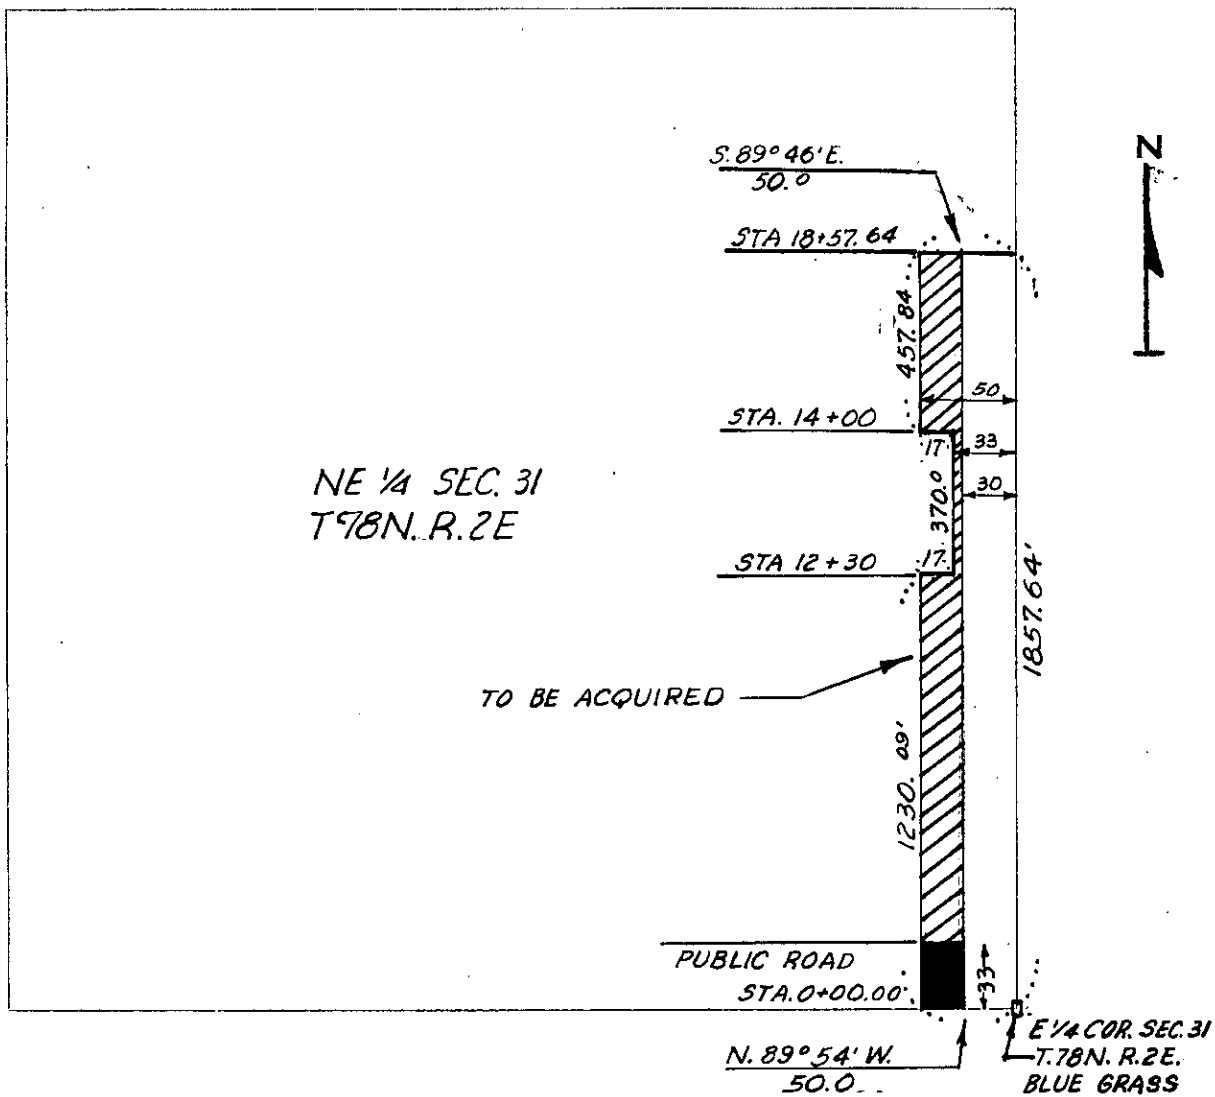 N
S. 89° 46' E.
50.0
STA 18+57.64
457.84
50
STA. 14+00
17
33
370.0
30
NE 1/4 SEC. 31
T78N. R.2E
STA 12+30
17
1857.64'
TO BE ACQUIRED
1230.09'
PUBLIC ROAD
33
STA. 0+00.00
E 1/4 COR. SEC. 31
T.78N. R.2E.
BLUE GRASS
N. 89° 54' W.
50.0